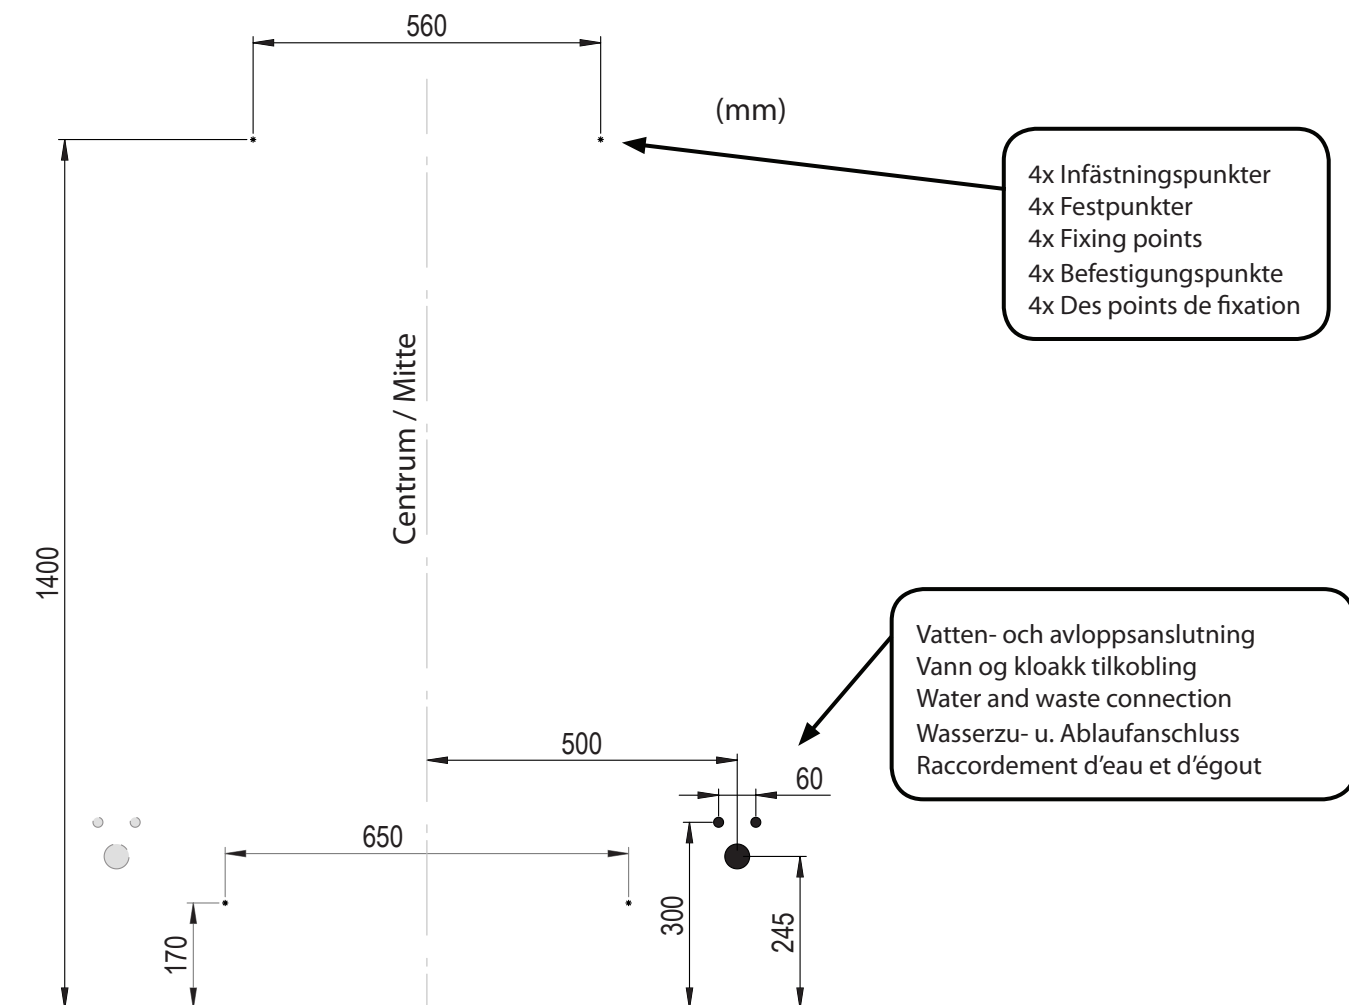 560
(mm)
4x Infästningspunkter
4x Festpunkter
4x Fixing points
4x Befestigungspunkte
4x Des points de fixation
Centrum / Mitte
1400
Vatten- och avloppsanslutning
Vann og kloakk tilkobling
Water and waste connection
Wasserzu- u. Ablaufanschluss
Raccordement d'eau et d'égout
500
60
650
300
245
170